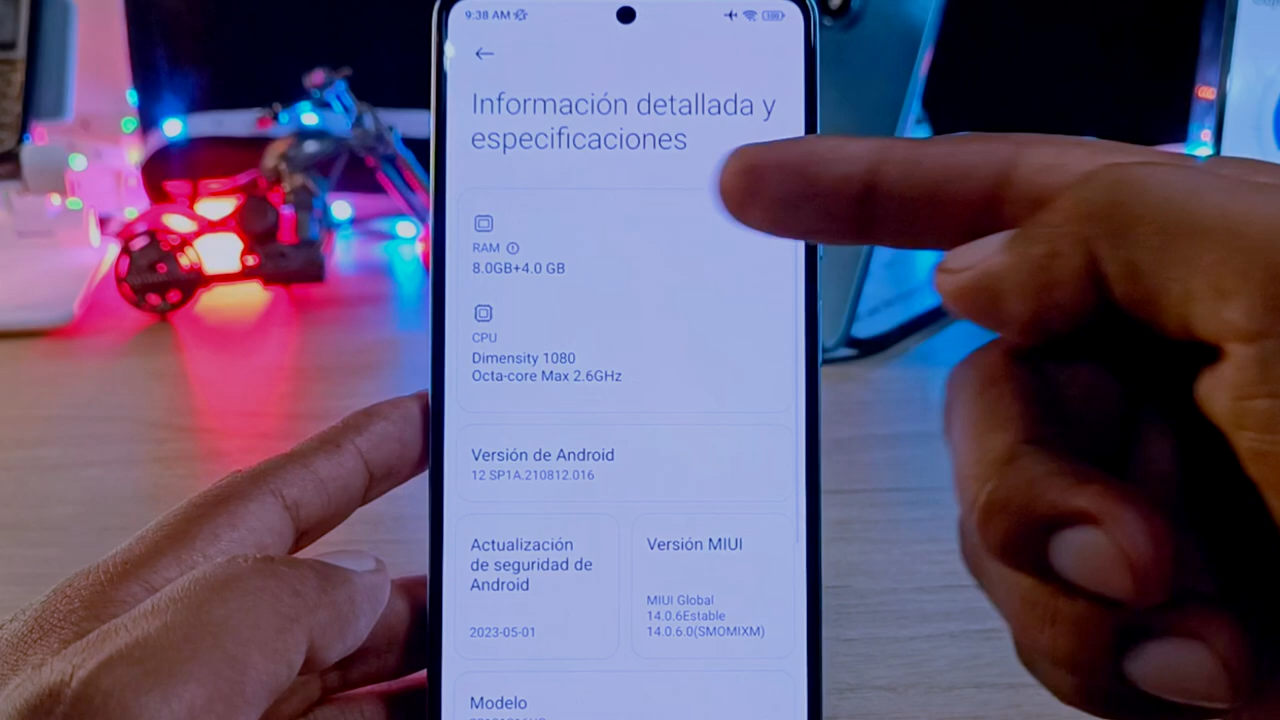 9:38 AM
100
Información detallada y
especificaciones
RAM
8.0GB+4.0 GB
CPU
Dimensity 1080
Octa-core Max 2.6GHz
Versión de Android
12 SP1A.210812.016
Actualización
de seguridad de
Android
2023-05-01
Versión MIUI
MIUI Global
14.0.6Estable
14.0.6.0(SMOMIXM)
Modelo